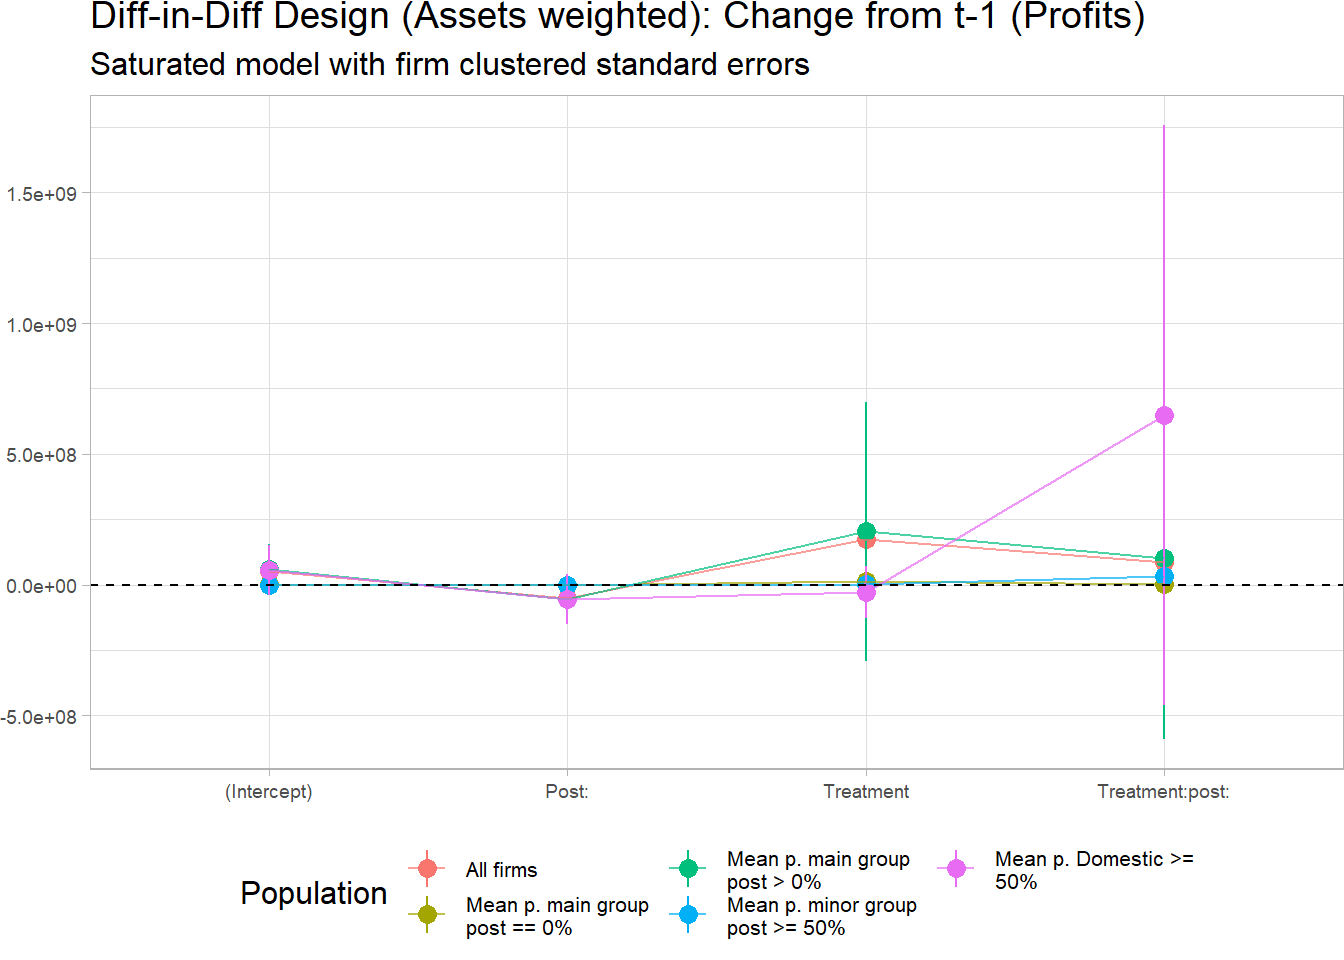 Diff-in-Diff Design (Assets weighted): Change from t-1 (Profits)
Saturated model with firm clustered standard errors
1.5e+09
1.0e+09
5.0e+08
0.0e+00
-5.0e+08
(Intercept)
Post:
Treatment
Treatment:post:
Population
All firms
Mean p. main group
post == 0%
Mean p. main group
post > 0%
Mean p. minor group
post >= 50%
Mean p. Domestic >=
50%